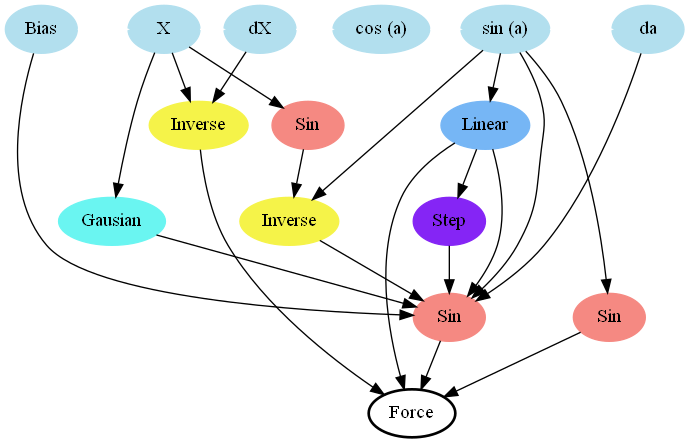 Bias
X
dX
cos (a)
sin (a)
da
Inverse
Sin
Linear
Gausian
Inverse
Step
Sin
Sin
Force